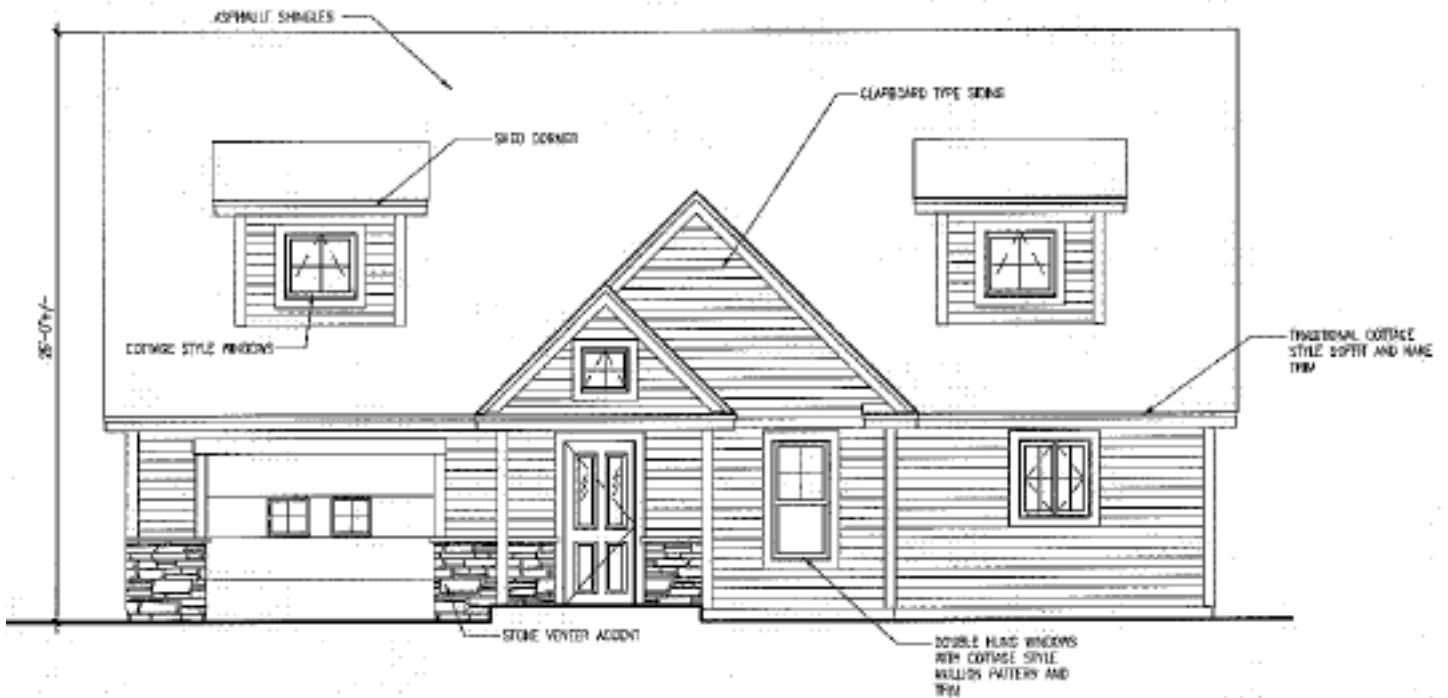 ASPHALT SHINGLES
CLAPBOARD TYPE SIDING
SHED DORMER
COTTAGE STYLE WINDOWS
TRADITIONAL COTTAGE
STYLE SOFFIT AND RAKE
TRIM
STONE VENEER ACCENT
DOUBLE HUNG WINDOWS
WITH COTTAGE STYLE
MULLION PATTERN AND
TRIM